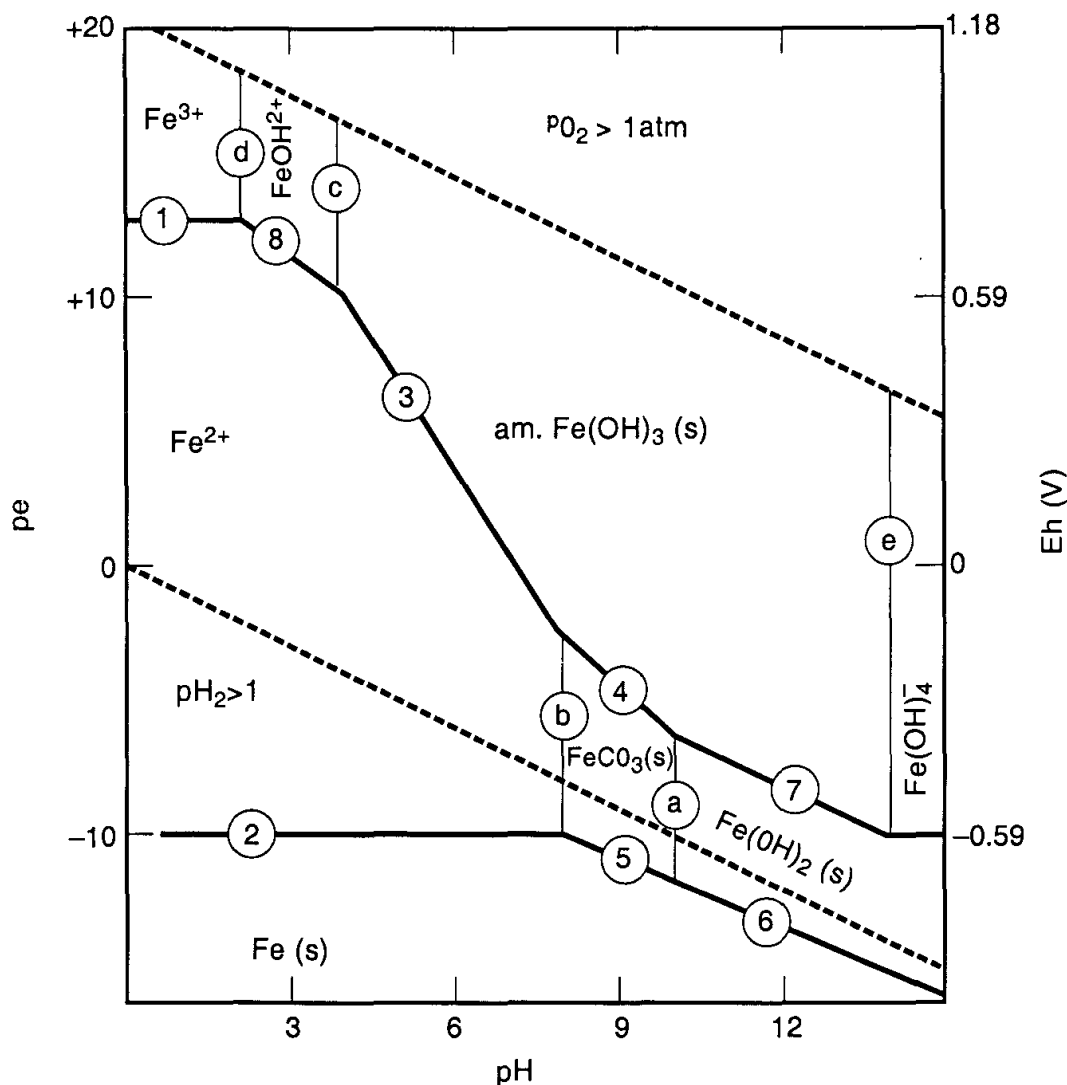 +20
1.18
Fe³⁺
d
FeOH²⁺
c
ᵖO₂ > 1atm
1
8
+10
0.59
3
am. Fe(OH)₃ (s)
Fe²⁺
pe
Eh (V)
e
0
0
pH₂>1
b
4
FeC0₃(s)
a
7
Fe(OH)₄⁻
−10
2
5
Fe(0H)₂ (s)
−0.59
6
Fe (s)
3
6
9
12
pH